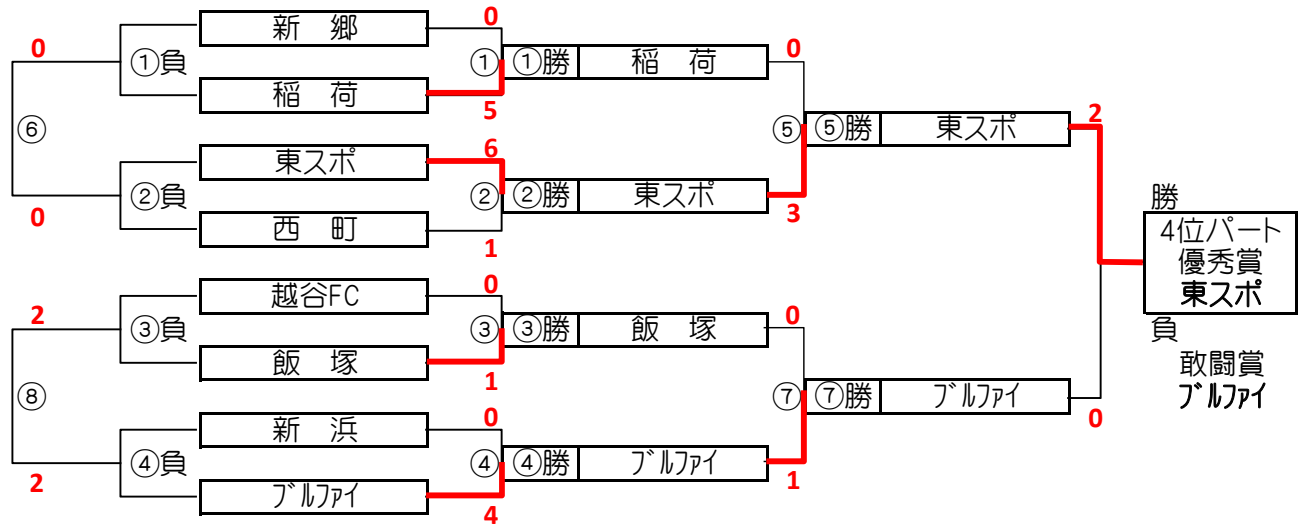 新 郷
0
0
①負
①
①勝
稲 荷
0
稲 荷
5
⑥
⑤
⑤勝
東スポ
2
東スポ
6
②負
②
②勝
東スポ
3
0
西 町
1
勝
4位パート
優秀賞
東スポ
負
敢闘賞
ブルファイ
越谷FC
0
2
③負
③
③勝
飯 塚
0
飯 塚
1
⑧
⑦
⑦勝
ブルファイ
0
新 浜
0
④負
④
④勝
ブルファイ
1
2
ブルファイ
4